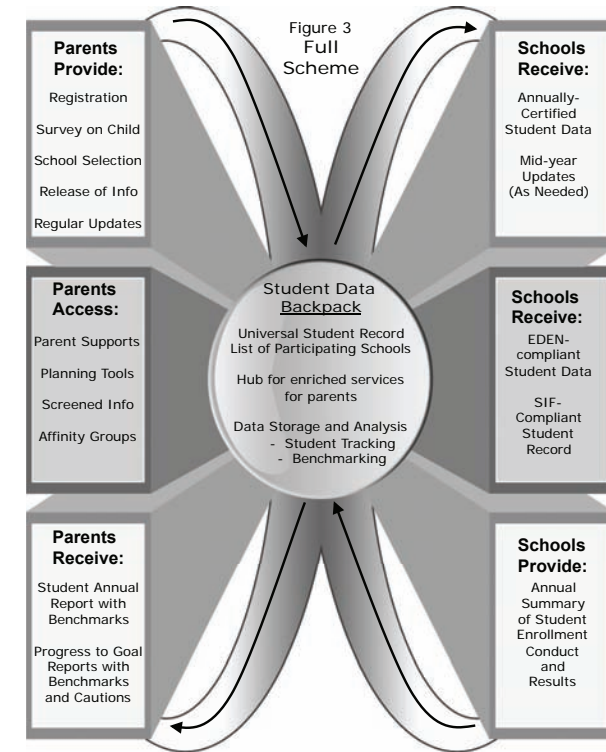 Figure 3
Full
Scheme
Parents
Provide:
Registration
Survey on Child
School Selection
Release of Info
Regular Updates
Schools
Receive:
Annually-
Certified
Student Data
Mid-year
Updates
(As Needed)
Parents
Access:
Parent Supports
Planning Tools
Screened Info
Affinity Groups
Student Data
Backpack
Universal Student Record
List of Participating Schools
Hub for enriched services
for parents
Data Storage and Analysis
- Student Tracking
- Benchmarking
Schools
Receive:
EDEN-
compliant
Student Data
SIF-
Compliant
Student
Record
Parents
Receive:
Student Annual
Report with
Benchmarks
Progress to Goal
Reports with
Benchmarks
and Cautions
Schools
Provide:
Annual
Summary
of Student
Enrollment
Conduct
and
Results